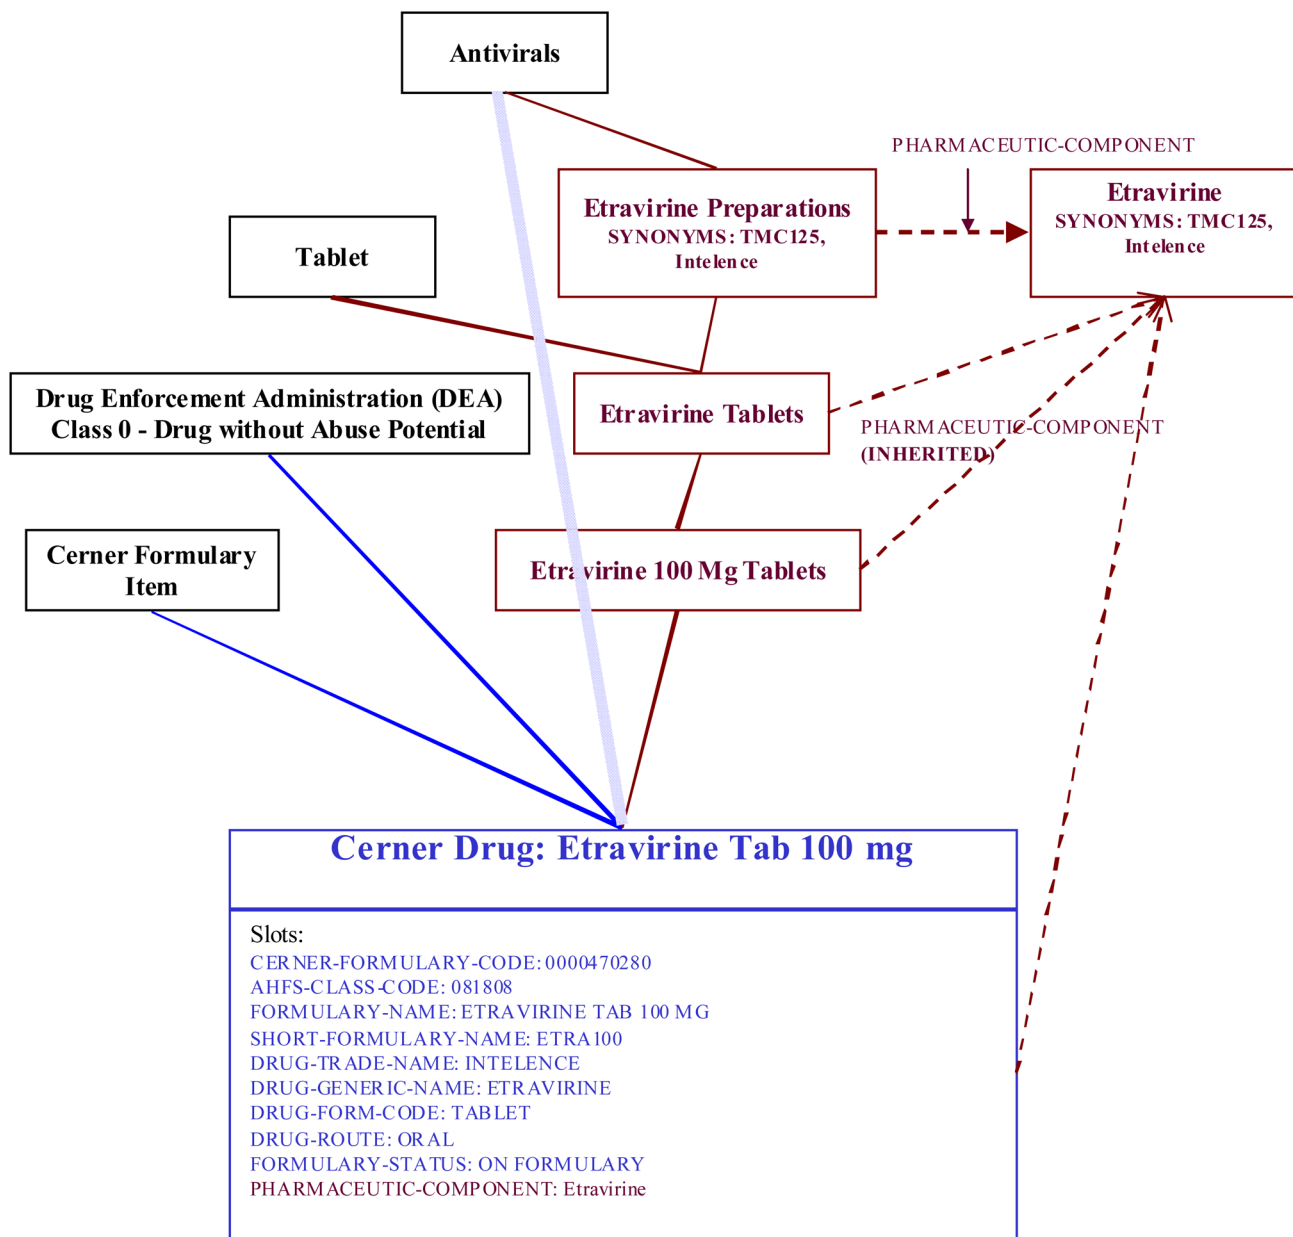 Antivirals
PHARMACEUTIC-COMPONENT
Etravirine Preparations
SYNONYMS: TMC125,
Intelence
Etravirine
SYNONYMS: TMC125,
Intelence
Tablet
Drug Enforcement Administration (DEA)
Class 0 - Drug without Abuse Potential
Etravirine Tablets
PHARMACEUTIC-COMPONENT
(INHERITED)
Cerner Formulary
Item
Etravirine 100 Mg Tablets
Cerner Drug: Etravirine Tab 100 mg
Slots:
CERNER-FORMULARY-CODE: 0000470280
AHFS-CLASS-CODE: 081808
FORMULARY-NAME: ETRAVIRINE TAB 100 MG
SHORT-FORMULARY-NAME: ETRA100
DRUG-TRADE-NAME: INTELENCE
DRUG-GENERIC-NAME: ETRAVIRINE
DRUG-FORM-CODE: TABLET
DRUG-ROUTE: ORAL
FORMULARY-STATUS: ON FORMULARY
PHARMACEUTIC-COMPONENT: Etravirine